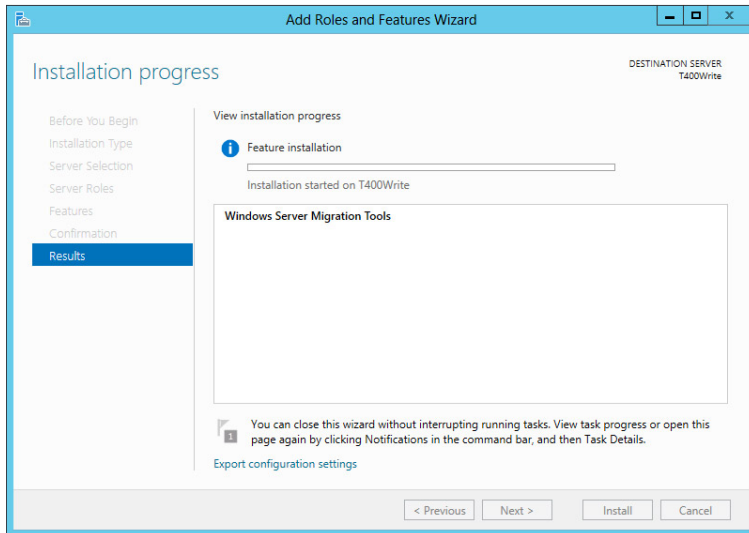 Add Roles and Features Wizard
Installation progress
DESTINATION SERVER
T400Write
Before You Begin
Installation Type
Server Selection
Server Roles
Features
Confirmation
Results
View installation progress
Feature installation
Installation started on T400Write
Windows Server Migration Tools
1
You can close this wizard without interrupting running tasks. View task progress or open this
page again by clicking Notifications in the command bar, and then Task Details.
Export configuration settings
< Previous
Next >
Install
Cancel